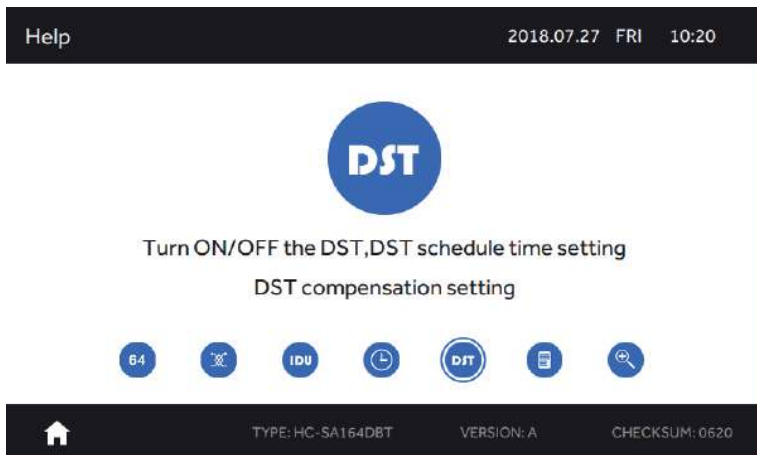 Help 2018.07.27 FRI 10:20
DST
Turn ON/OFF the DST,DST schedule time setting
DST compensation setting
64 IDU DST
TYPE: HC-SA164DBT VERSION: A CHECKSUM: 0620